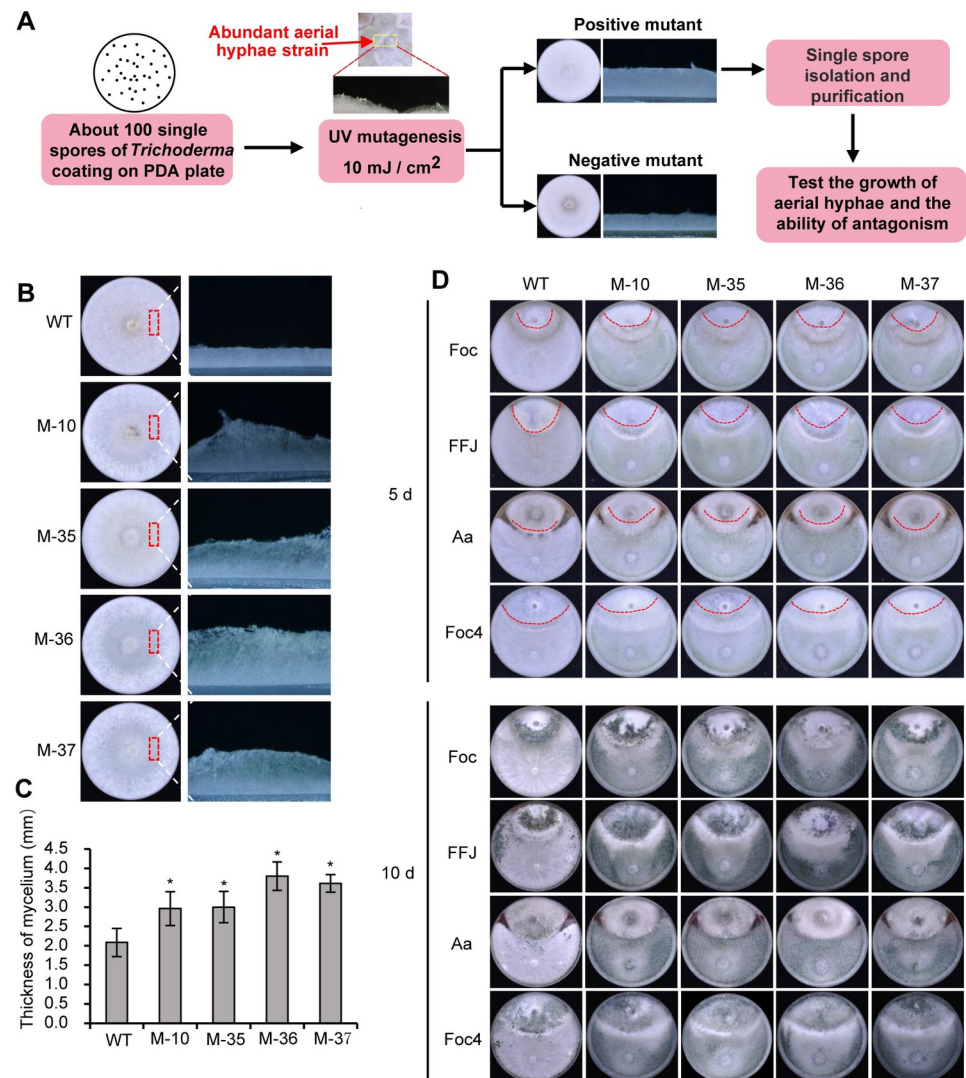 A
Abundant aerial
hyphae strain
About 100 single
spores of Trichoderma
coating on PDA plate
UV mutagenesis
10 mJ / cm²
Positive mutant
Negative mutant
Single spore
isolation and
purification
Test the growth of
aerial hyphae and the
ability of antagonism
B
WT
M-10
M-35
M-36
M-37
C
Thickness of mycelium (mm)
4.5
4.0
3.5
3.0
2.5
2.0
1.5
1.0
0.5
0.0
* * * *
WT M-10 M-35 M-36 M-37
D
WT M-10 M-35 M-36 M-37
5 d
Foc
FFJ
Aa
Foc4
10 d
Foc
FFJ
Aa
Foc4